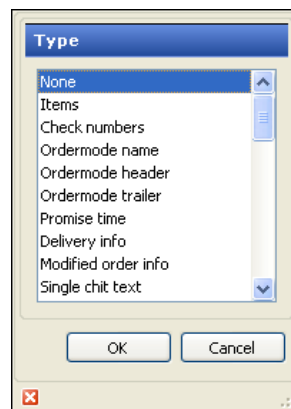 Type
None
Items
Check numbers
Ordermode name
Ordermode header
Ordermode trailer
Promise time
Delivery info
Modified order info
Single chit text
OK
Cancel